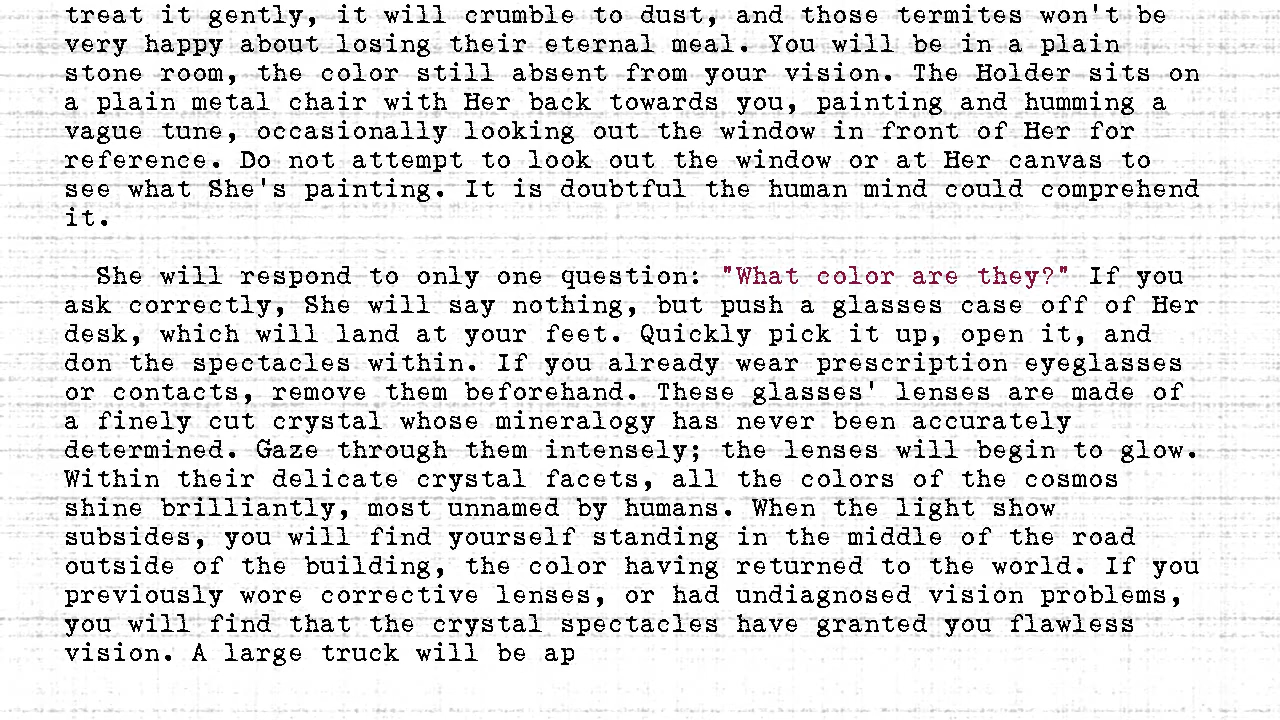 treat it gently, it will crumble to dust, and those termites won't be
very happy about losing their eternal meal. You will be in a plain
stone room, the color still absent from your vision. The Holder sits on
a plain metal chair with Her back towards you, painting and humming a
vague tune, occasionally looking out the window in front of Her for
reference. Do not attempt to look out the window or at Her canvas to
see what She's painting. It is doubtful the human mind could comprehend
it.
She will respond to only one question: "What color are they?" If you
ask correctly, She will say nothing, but push a glasses case off of Her
desk, which will land at your feet. Quickly pick it up, open it, and
don the spectacles within. If you already wear prescription eyeglasses
or contacts, remove them beforehand. These glasses' lenses are made of
a finely cut crystal whose mineralogy has never been accurately
determined. Gaze through them intensely; the lenses will begin to glow.
Within their delicate crystal facets, all the colors of the cosmos
shine brilliantly, most unnamed by humans. When the light show
subsides, you will find yourself standing in the middle of the road
outside of the building, the color having returned to the world. If you
previously wore corrective lenses, or had undiagnosed vision problems,
you will find that the crystal spectacles have granted you flawless
vision. A large truck will be ap